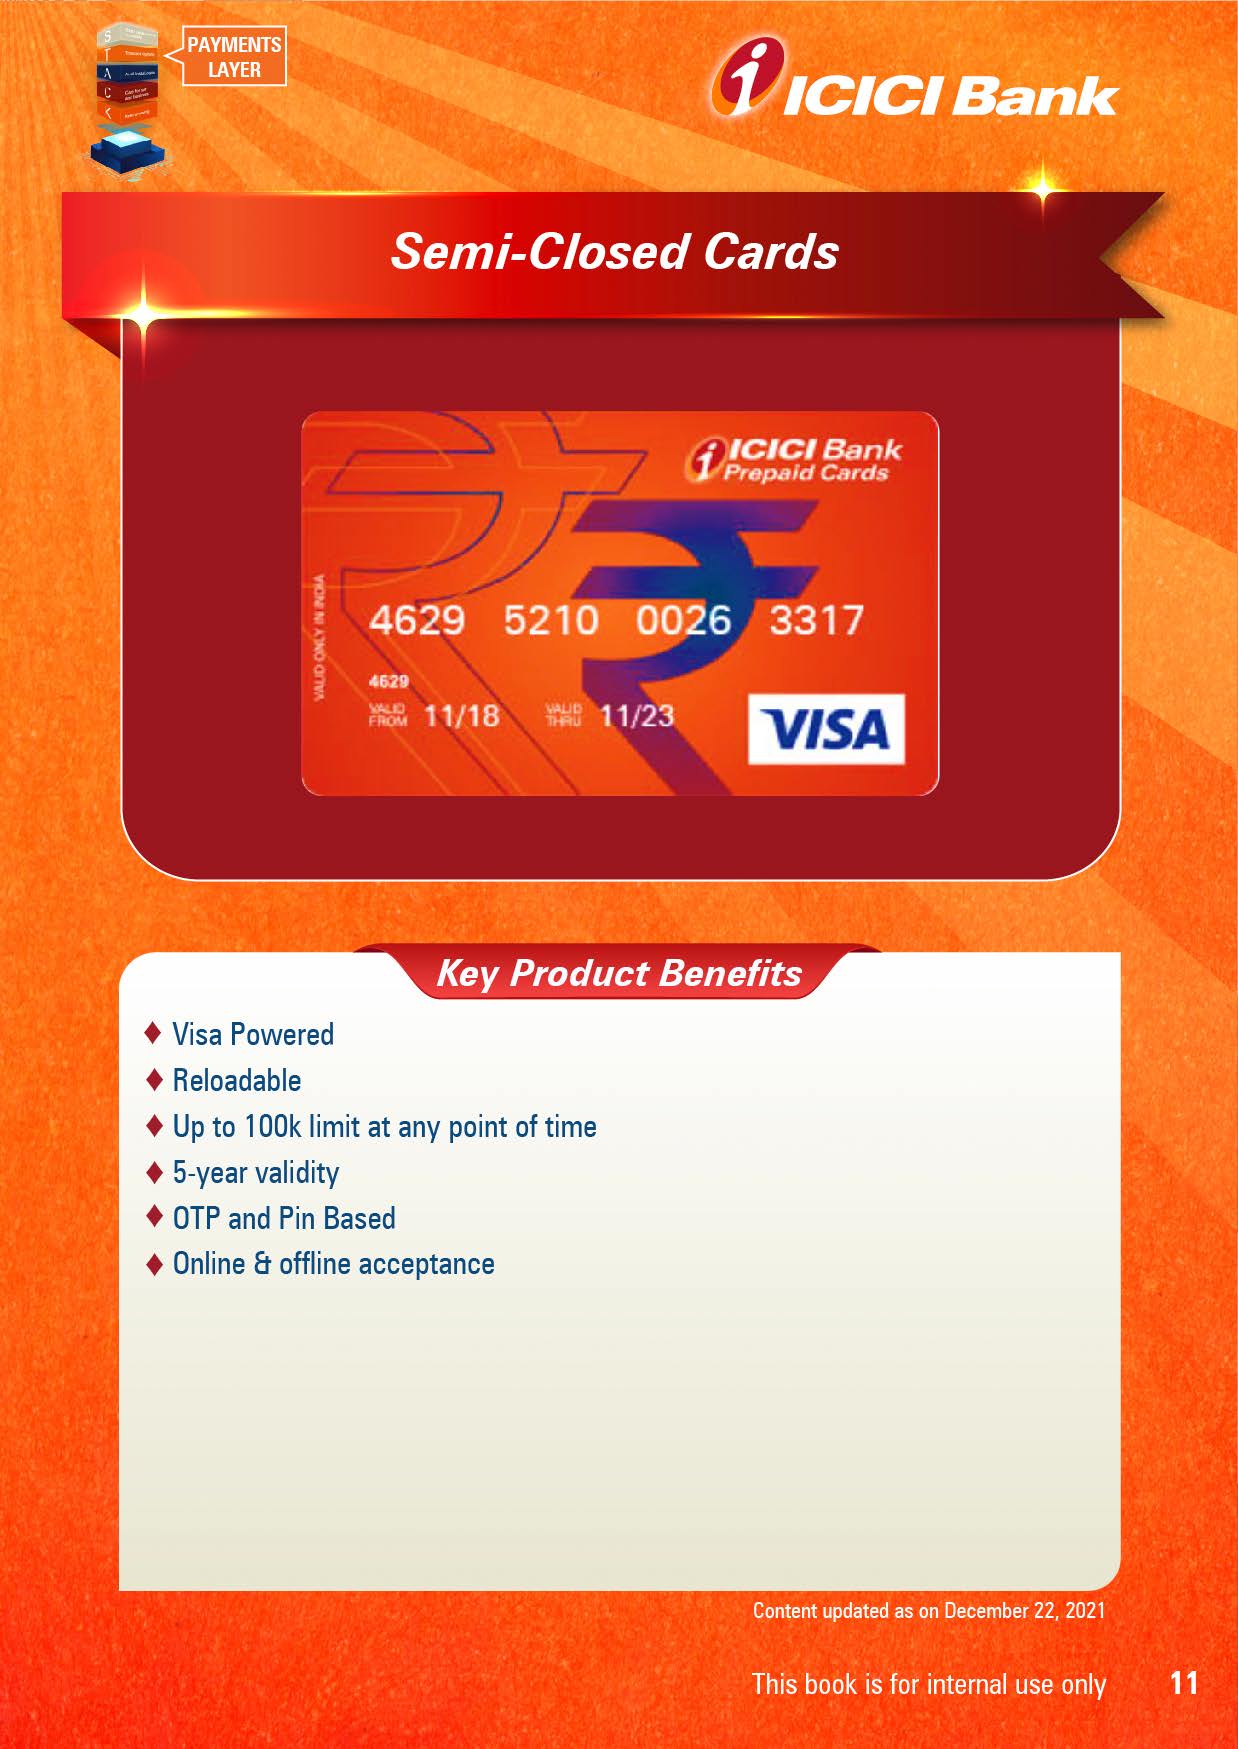 S
T
A
C
K
PAYMENTS
LAYER
i ICICI Bank
Semi-Closed Cards
ICICI Bank
Prepaid Cards
VALID ONLY IN INDIA
4629 5210 0026 3317
4629
VALID
FROM 11/18 VALID
THRU 11/23
VISA
Key Product Benefits
Visa Powered
Reloadable
Up to 100k limit at any point of time
5-year validity
OTP and Pin Based
Online & offline acceptance
Content updated as on December 22, 2021
This book is for internal use only 11